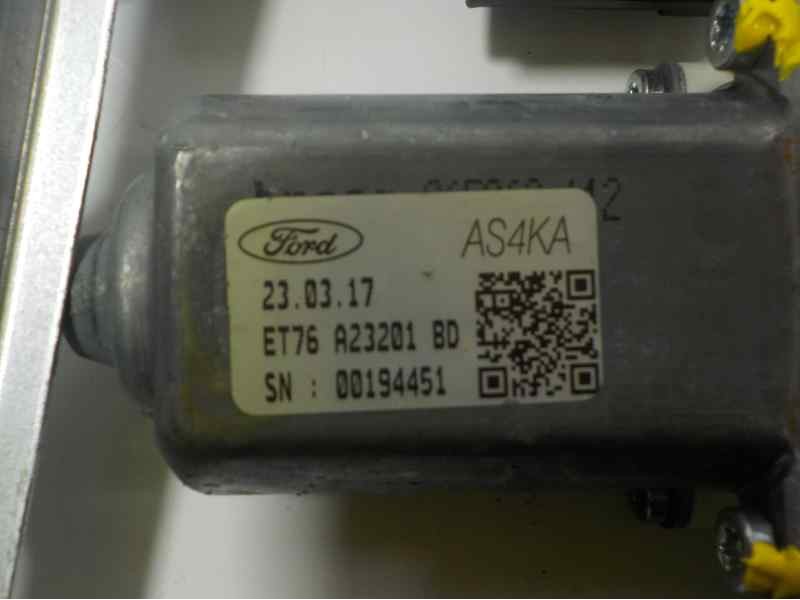 Ford AS4KA
23.03.17
ET76 A23201 BD
SN : 00194451